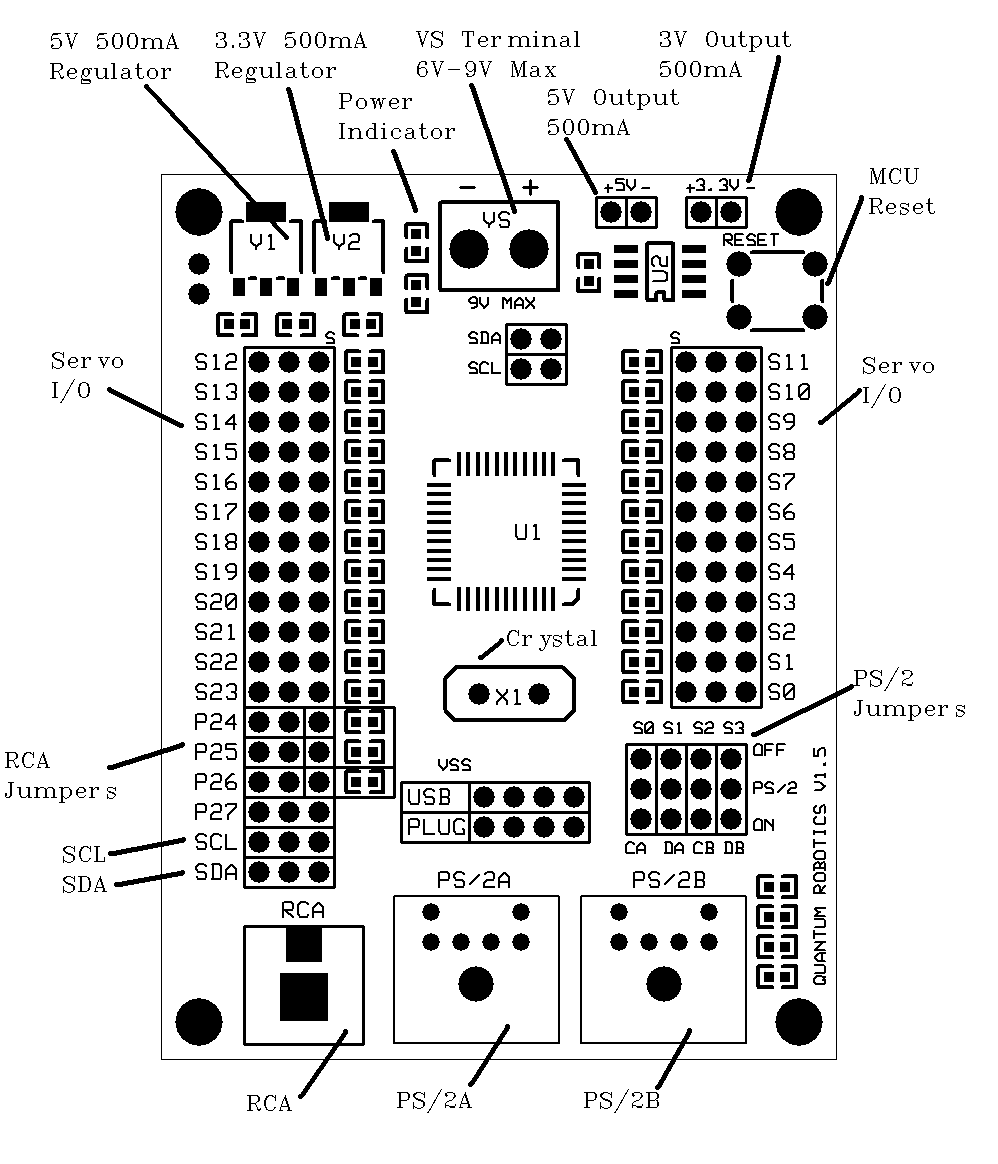 5V 500mA
Regulator
3.3V 500mA
Regulator
VS Terminal
6V-9V Max
3V Output
500mA
Power
Indicator
5V Output
500mA
MCU
Reset
- +
+5V-
+3.3V-
V1
V2
VS
U2
RESET
9V MAX
SDA
SCL
S
S
Servo
I/O
Servo
I/O
S12
S13
S14
S15
S16
S17
S18
S19
S20
S21
S22
S23
P24
P25
P26
P27
SCL
SDA
S11
S10
S9
S8
S7
S6
S5
S4
S3
S2
S1
S0
U1
Crystal
X1
PS/2
Jumpers
RCA
Jumpers
SCL
SDA
S0 S1 S2 S3
OFF
PS/2
ON
CA DA CB DB
VSS
USB
PLUG
QUANTUM ROBOTICS V1.5
RCA
PS/2A
PS/2B
RCA
PS/2A
PS/2B